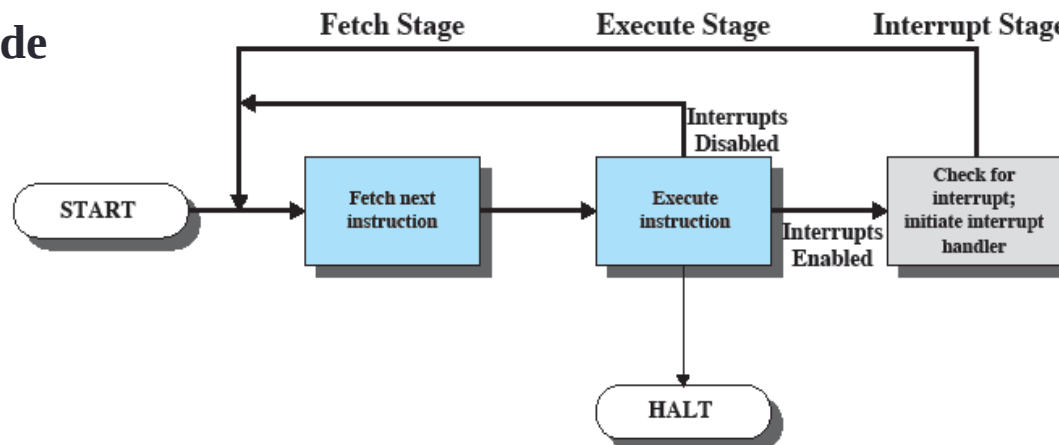 de
Fetch Stage
Execute Stage
Interrupt Stage
Interrupts
Disabled
START
Fetch next
instruction
Execute
instruction
Interrupts
Enabled
Check for
interrupt;
initiate interrupt
handler
HALT